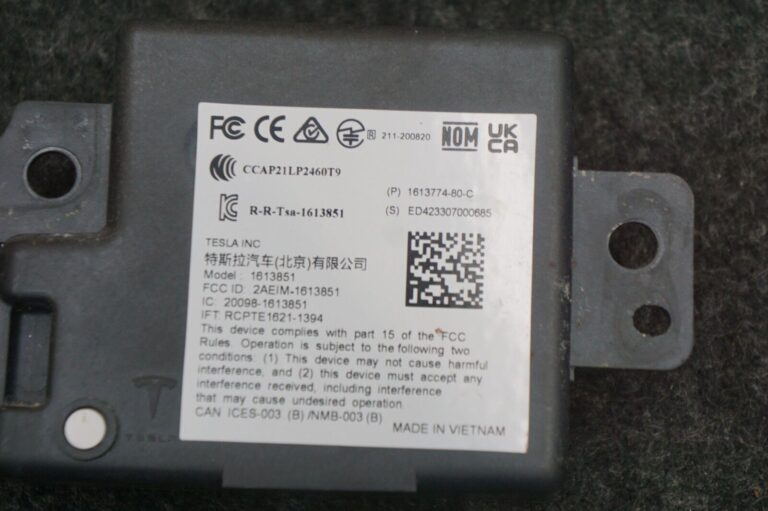 FC CE R 211-200820 NOM UK CA
CCAP21LP2460T9
(P) 1613774-80-C
R-R-Tsa-1613851
(S) ED423307000685
TESLA INC
特斯拉汽车(北京)有限公司
Model : 1613851
FCC ID: 2AEIM-1613851
IC: 20098-1613851
IFT: RCPTE1621-1394
This device complies with part 15 of the FCC
Rules. Operation is subject to the following two
conditions: (1) This device may not cause harmful
interference, and (2) this device must accept any
interference received, including interference
that may cause undesired operation.
CAN ICES-003 (B) /NMB-003 (B)
MADE IN VIETNAM
TESLA